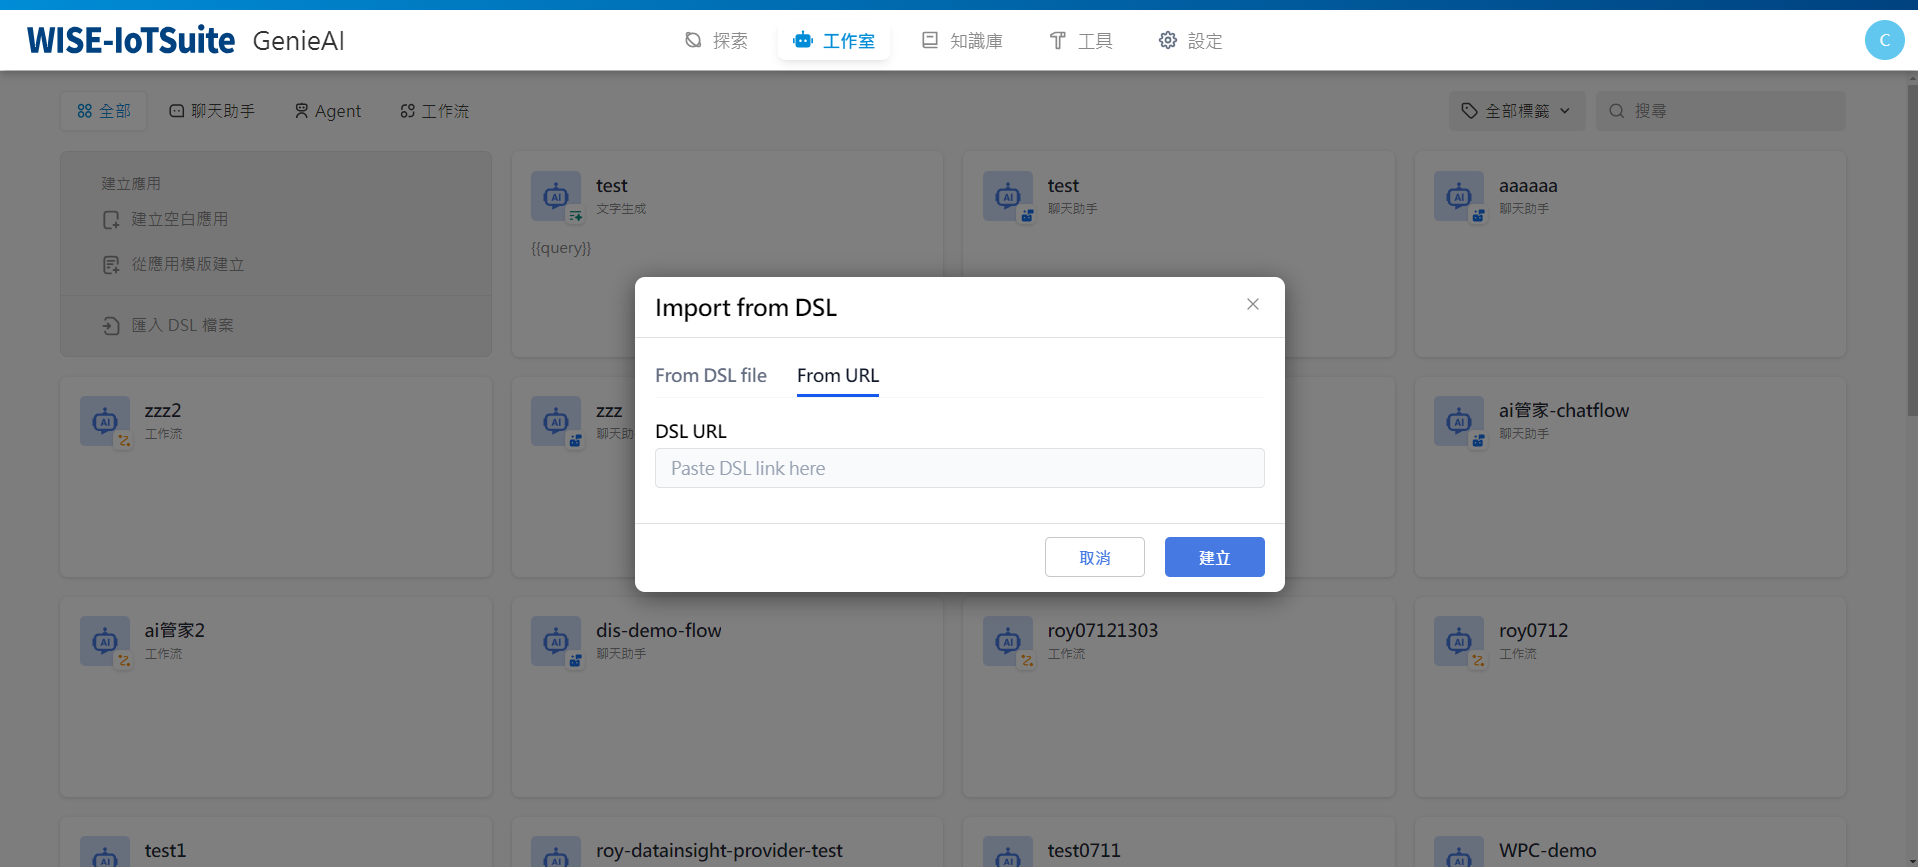 WISE-IoTSuite GenieAI
探索
工作室
知識庫
工具
設定
C
全部
聊天助手
Agent
工作流
全部標籤
搜尋
建立應用
建立空白應用
從應用模版建立
匯入 DSL 檔案
test
文字生成
{{query}}
test
聊天助手
aaaaaa
聊天助手
Import from DSL
From DSL file
From URL
DSL URL
Paste DSL link here
取消
建立
zzz2
工作流
zzz
聊天助
ai管家-chatflow
聊天助手
ai管家2
工作流
dis-demo-flow
聊天助手
roy07121303
工作流
roy0712
工作流
test1
roy-datainsight-provider-test
test0711
WPC-demo